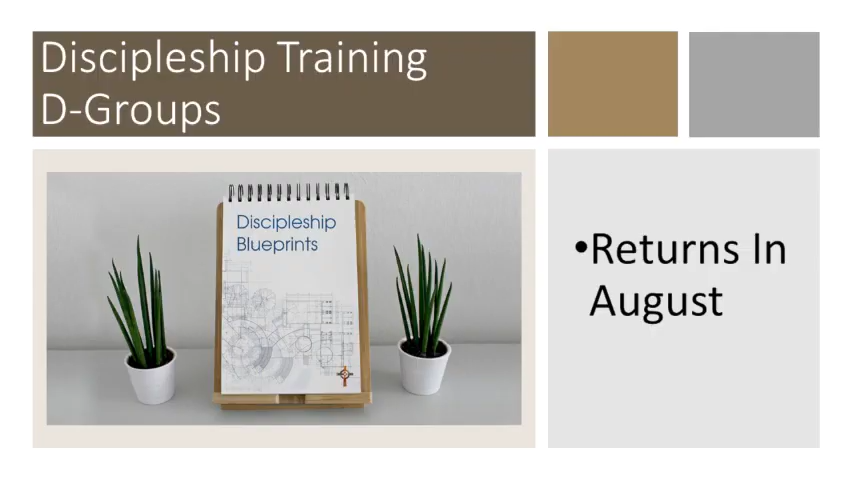 Discipleship Training
D-Groups
Discipleship
Blueprints
•Returns In
August